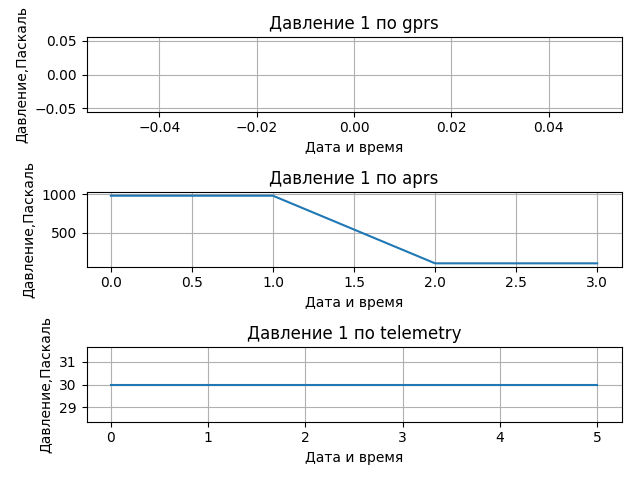 Давление 1 по gprs
Давление,Паскаль
0.05
0.00
−0.05
−0.04 −0.02 0.00 0.02 0.04
Дата и время
Давление 1 по aprs
Давление,Паскаль
1000
500
0.0 0.5 1.0 1.5 2.0 2.5 3.0
Дата и время
Давление 1 по telemetry
Давление,Паскаль
31
30
29
0 1 2 3 4 5
Дата и время